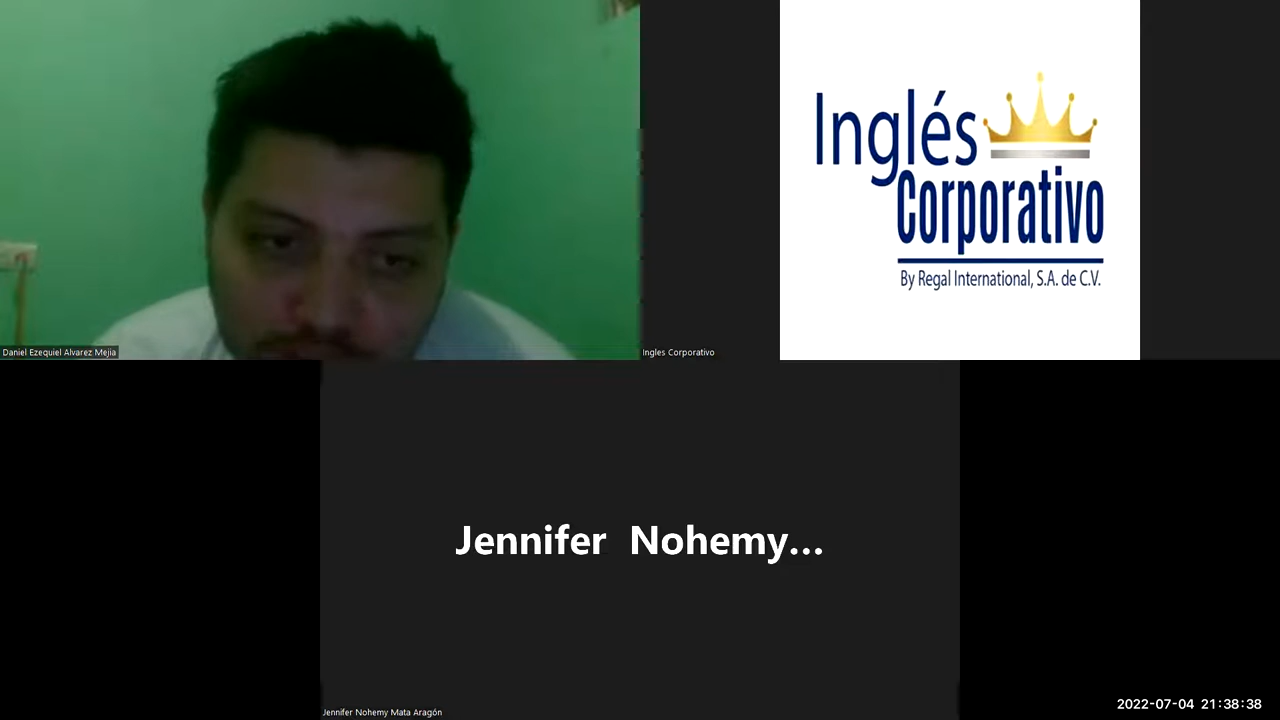 Inglés
Corporativo
By Regal International, S.A. de C.V.
Daniel Ezequiel Alvarez Mejia
Ingles Corporativo
Jennifer Nohemy...
Jennifer Nohemy Mata Aragón
2022-07-04 21:38:38